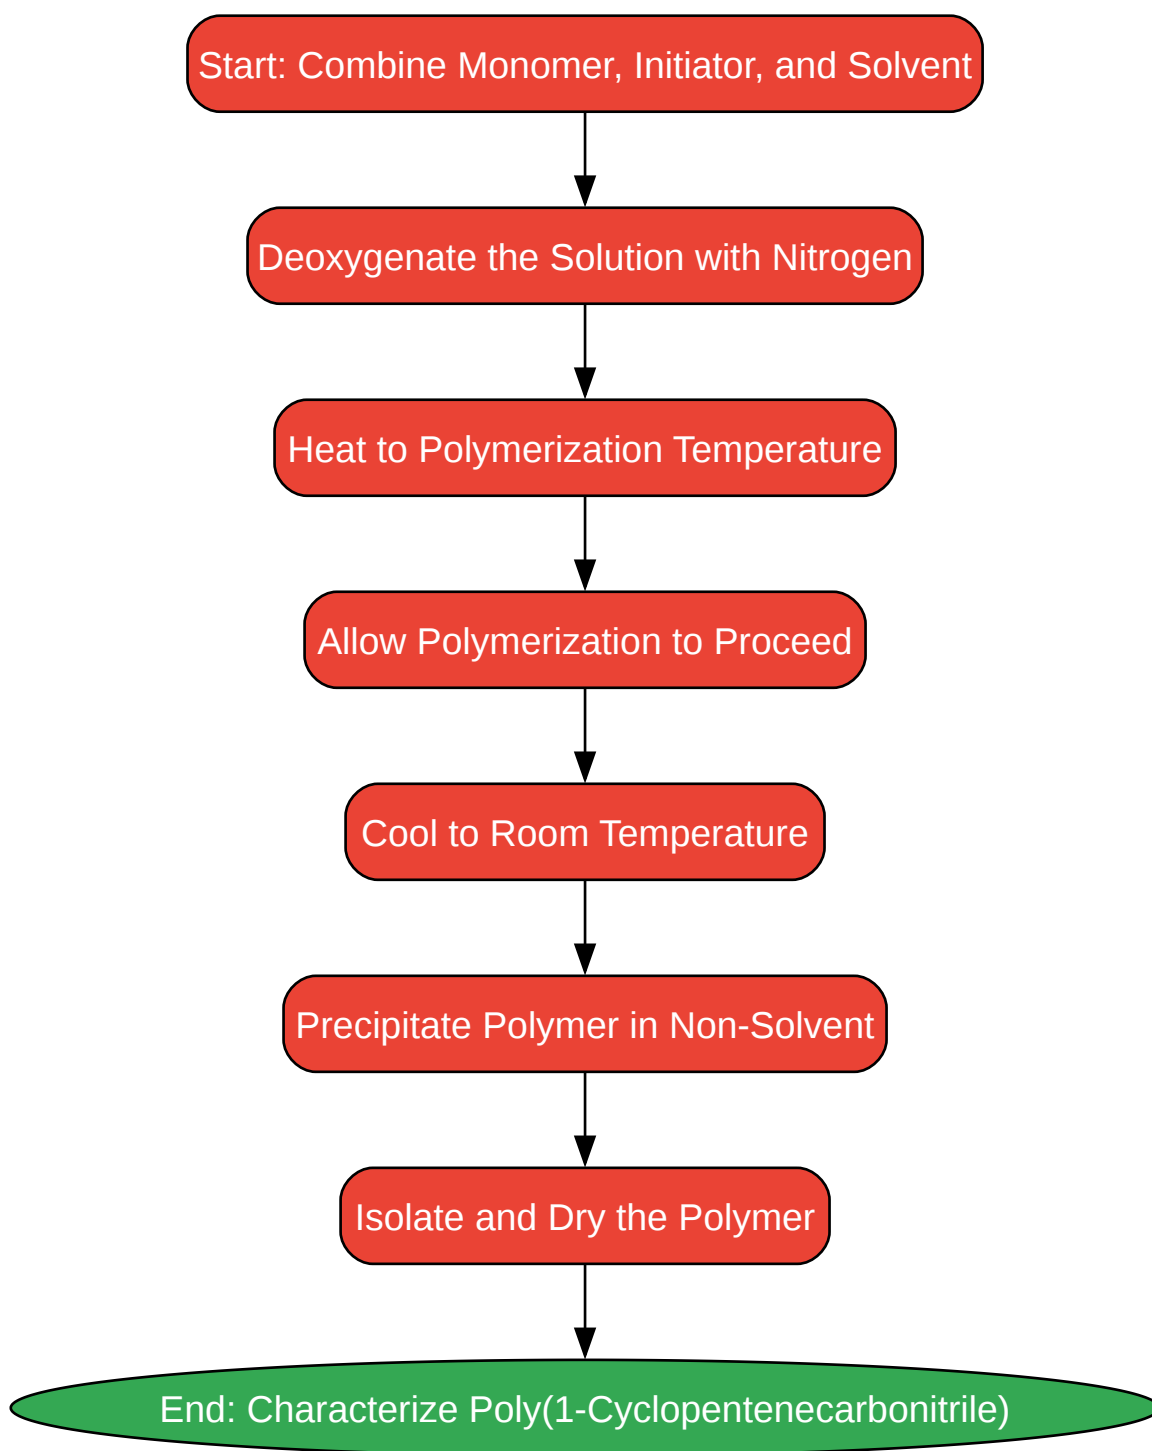 Start: Combine Monomer, Initiator, and Solvent
Deoxygenate the Solution with Nitrogen
Heat to Polymerization Temperature
Allow Polymerization to Proceed
Cool to Room Temperature
Precipitate Polymer in Non-Solvent
Isolate and Dry the Polymer
End: Characterize Poly(1-Cyclopentenecarbonitrile)